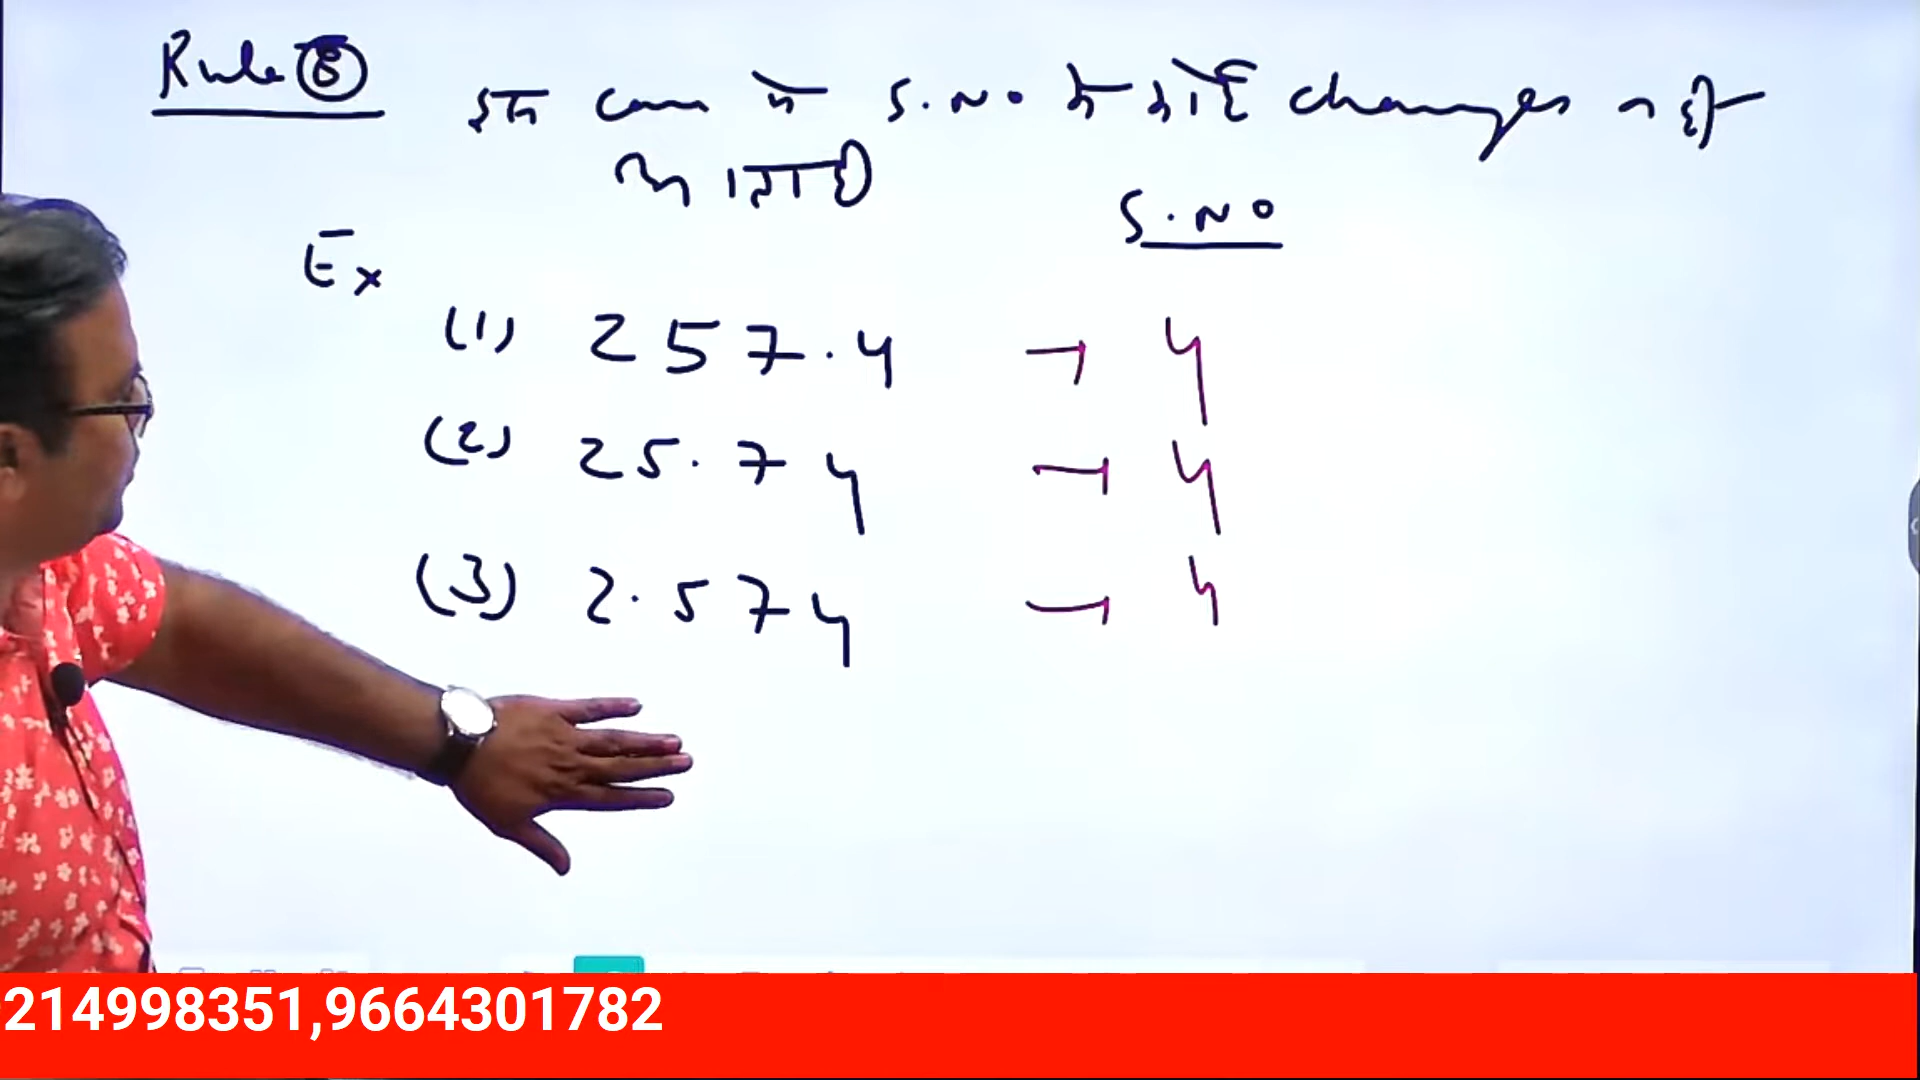 Rule ⑧ इस case में S.No में कोई changes नहीं
आता है
S.No
Ex
(1) 257.4 → 4
(2) 25.74 → 4
(3) 2.574 → 4
214998351,9664301782